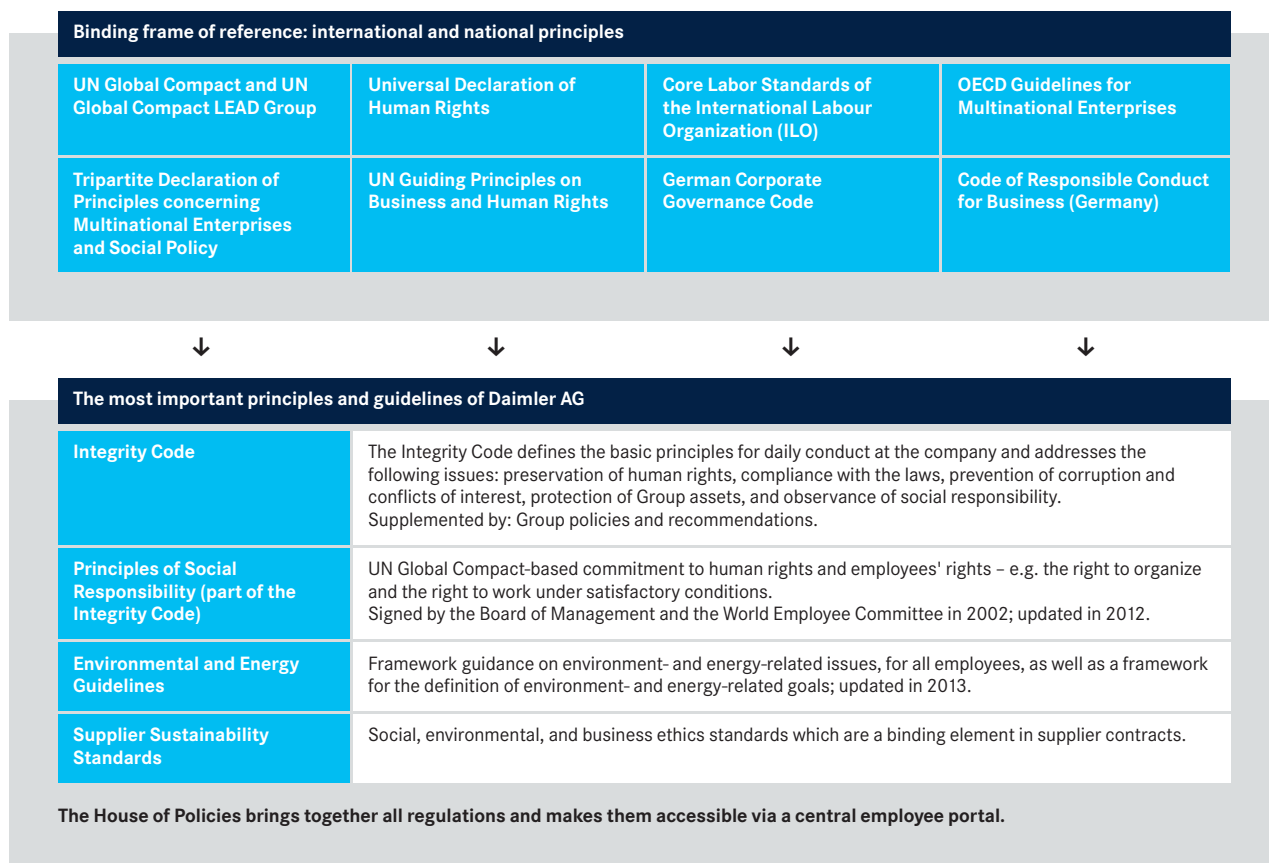 Binding frame of reference: international and national principles
UN Global Compact and UN
Global Compact LEAD Group
Universal Declaration of
Human Rights
Core Labor Standards of
the International Labour
Organization (ILO)
OECD Guidelines for
Multinational Enterprises
Tripartite Declaration of
Principles concerning
Multinational Enterprises
and Social Policy
UN Guiding Principles on
Business and Human Rights
German Corporate
Governance Code
Code of Responsible Conduct
for Business (Germany)
The most important principles and guidelines of Daimler AG
Integrity Code
The Integrity Code defines the basic principles for daily conduct at the company and addresses the
following issues: preservation of human rights, compliance with the laws, prevention of corruption and
conflicts of interest, protection of Group assets, and observance of social responsibility.
Supplemented by: Group policies and recommendations.
Principles of Social
Responsibility (part of the
Integrity Code)
UN Global Compact-based commitment to human rights and employees' rights – e.g. the right to organize
and the right to work under satisfactory conditions.
Signed by the Board of Management and the World Employee Committee in 2002; updated in 2012.
Environmental and Energy
Guidelines
Framework guidance on environment- and energy-related issues, for all employees, as well as a framework
for the definition of environment- and energy-related goals; updated in 2013.
Supplier Sustainability
Standards
Social, environmental, and business ethics standards which are a binding element in supplier contracts.
The House of Policies brings together all regulations and makes them accessible via a central employee portal.